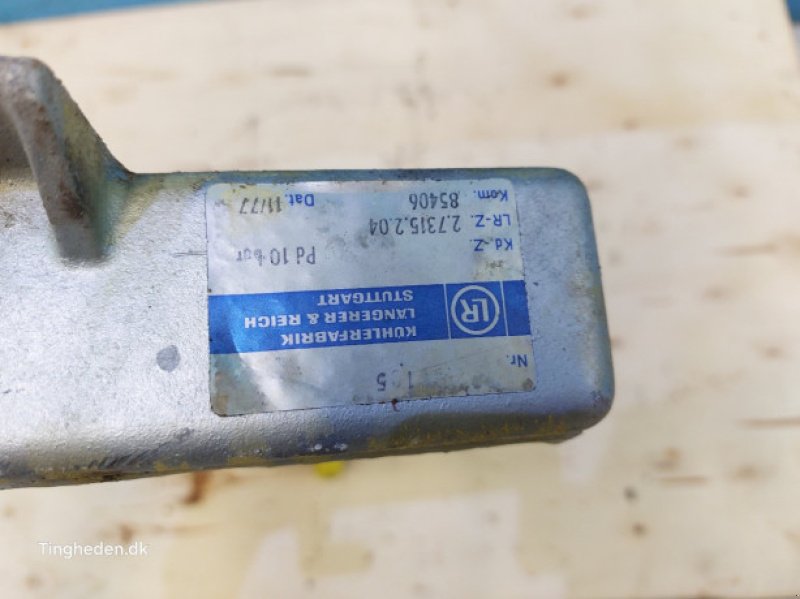 Nr. 1 5
LR
KÜHLERFABRIK
LÄNGERER & REICH
STUTTGART
Pd 10 bar
Kd.-Z.
LR-Z. 2.7315.2.04
Kom. 85406 Dat. 11/77
Tingheden.dk